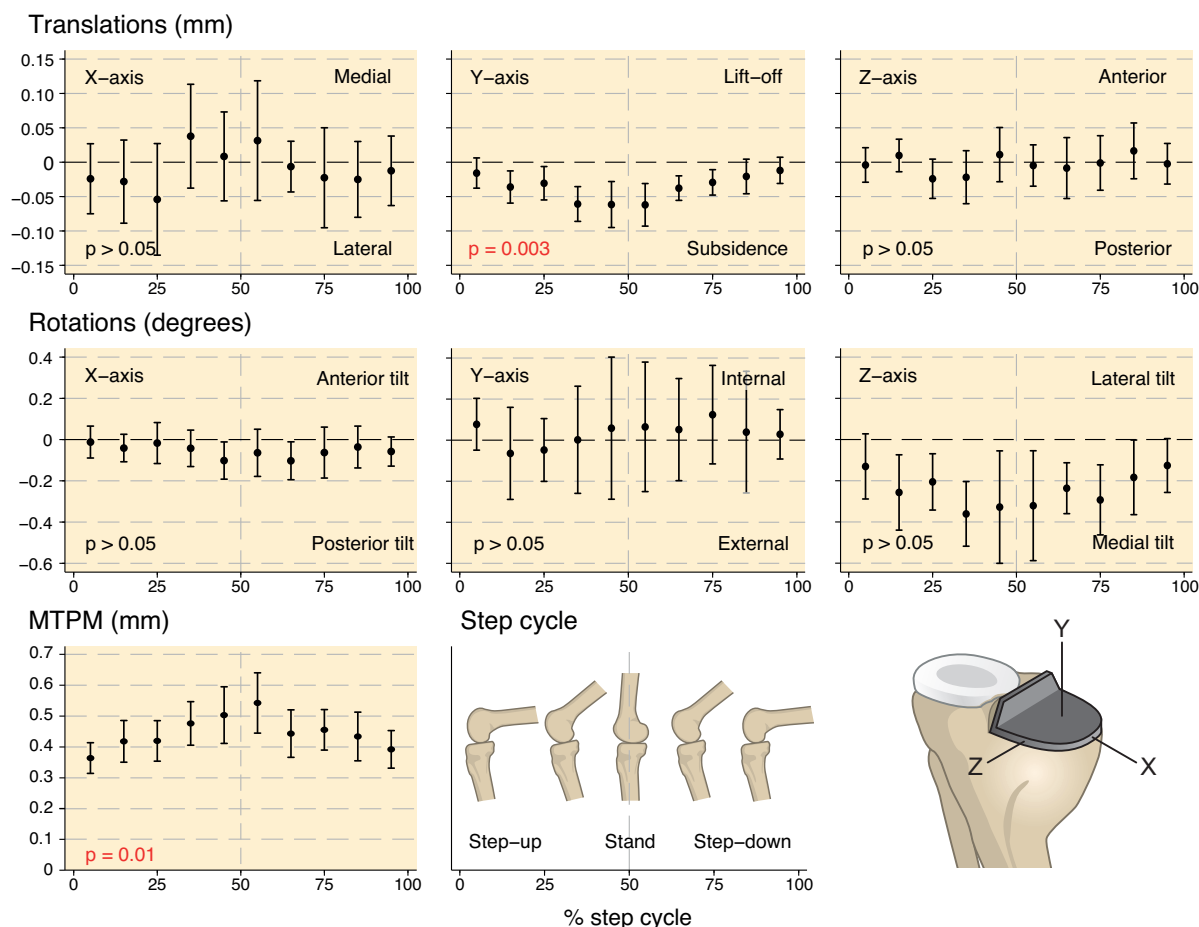 Translations (mm)
0.15
0.10
0.05
0
−0.05
−0.10
−0.15
X−axis
Medial
p > 0.05
Lateral
0 25 50 75 100
Y−axis
Lift−off
p = 0.003
Subsidence
0 25 50 75 100
Z−axis
Anterior
p > 0.05
Posterior
0 25 50 75 100
Rotations (degrees)
0.4
0.2
0
−0.2
−0.4
−0.6
X−axis
Anterior tilt
p > 0.05
Posterior tilt
0 25 50 75 100
Y−axis
Internal
p > 0.05
External
0 25 50 75 100
Z−axis
Lateral tilt
p > 0.05
Medial tilt
0 25 50 75 100
MTPM (mm)
0.7
0.6
0.5
0.4
0.3
0.2
0.1
0
p = 0.01
0 25 50 75 100
Step cycle
Step−up Stand Step−down
0 25 50 75 100
% step cycle
Y
Z
X